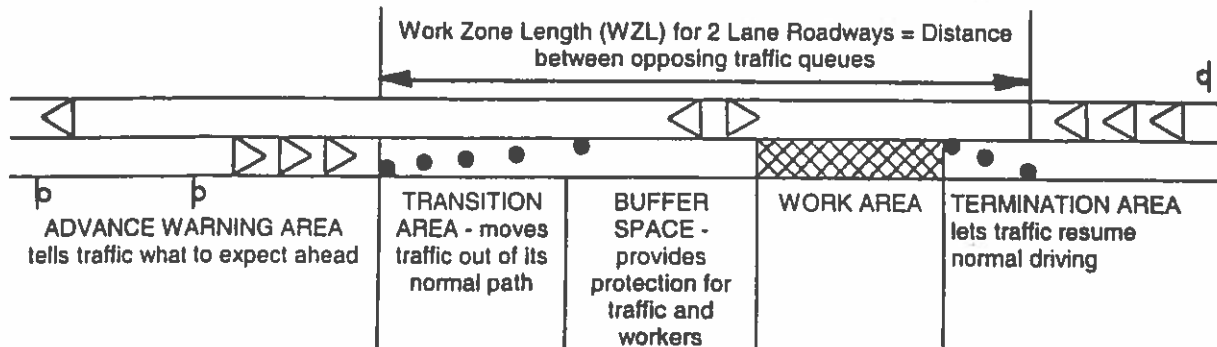 Work Zone Length (WZL) for 2 Lane Roadways = Distance
between opposing traffic queues
ADVANCE WARNING AREA
tells traffic what to expect ahead
TRANSITION
AREA - moves
traffic out of its
normal path
BUFFER
SPACE -
provides
protection for
traffic and
workers
WORK AREA
TERMINATION AREA
lets traffic resume
normal driving